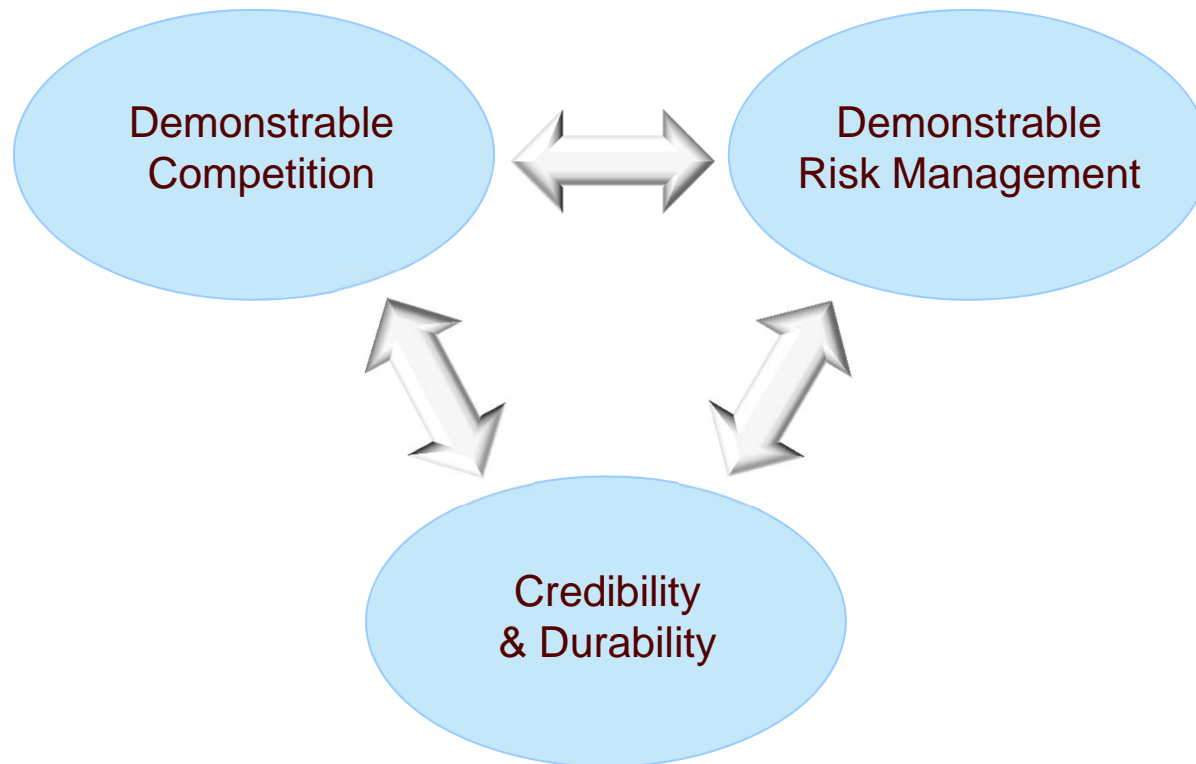 Demonstrable
Competition
Demonstrable
Risk Management
Credibility
& Durability